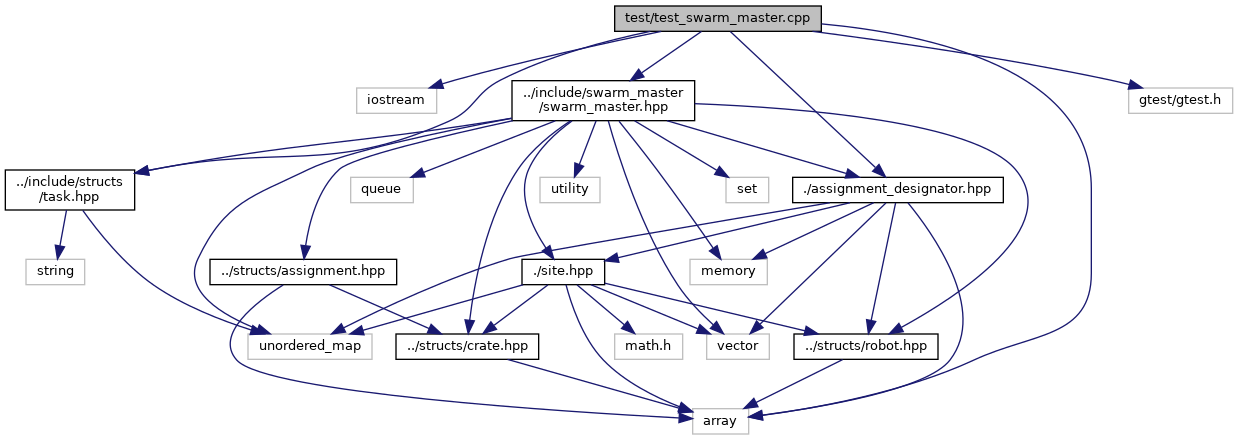 test/test_swarm_master.cpp
iostream
../include/swarm_master
/swarm_master.hpp
gtest/gtest.h
../include/structs
/task.hpp
queue
utility
set
./assignment_designator.hpp
string
../structs/assignment.hpp
./site.hpp
memory
unordered_map
../structs/crate.hpp
math.h
vector
../structs/robot.hpp
array